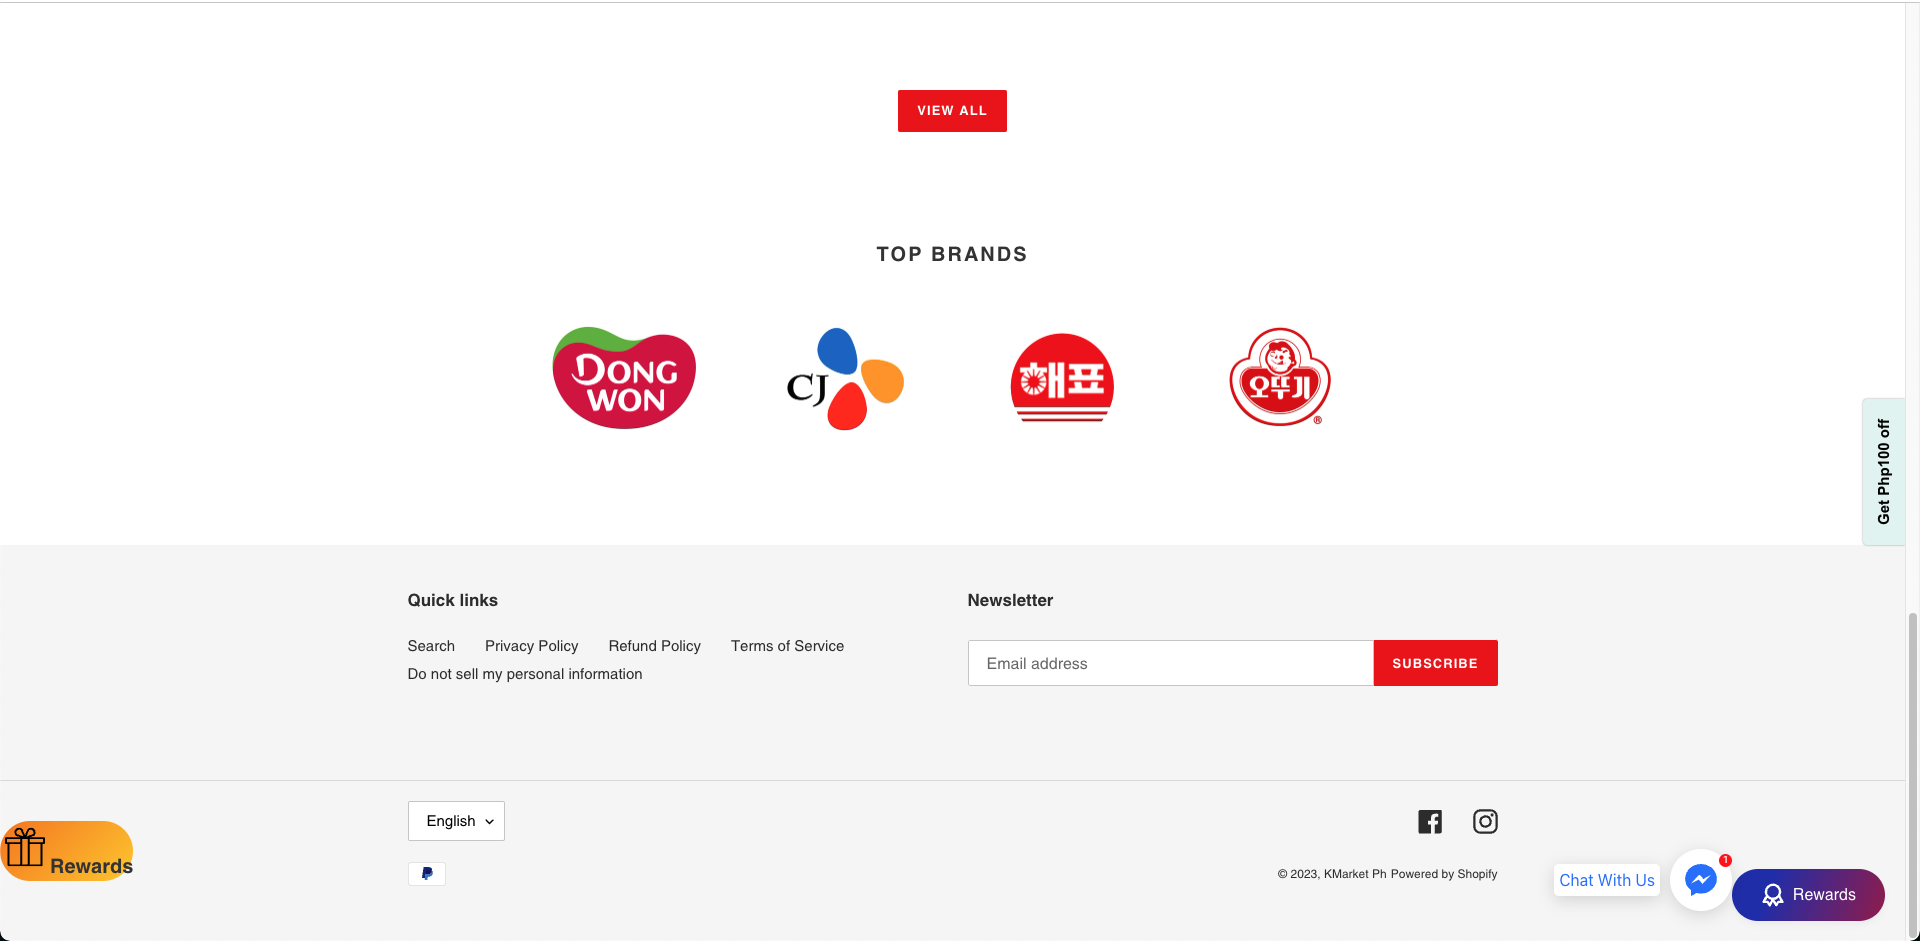 VIEW ALL
TOP BRANDS
DONG
WON
CJ
해표
오뚜기
®
Get Php100 off
Quick links
Newsletter
Search Privacy Policy Refund Policy Terms of Service
Do not sell my personal information
Email address
SUBSCRIBE
English
Rewards
© 2023, KMarket Ph Powered by Shopify
Chat With Us
1
Rewards